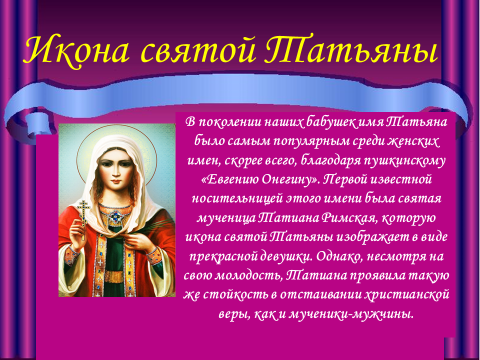 Икона святой Татьяны
В поколении наших бабушек имя Татьяна
было самым популярным среди женских
имен, скорее всего, благодаря пушкинскому
«Евгению Онегину». Первой известной
носительницей этого имени была святая
мученица Татиана Римская, которую
икона святой Татьяны изображает в виде
прекрасной девушки. Однако, несмотря на
свою молодость, Татиана проявила такую
же стойкость в отстаивании христианской
веры, как и мученики-мужчины.